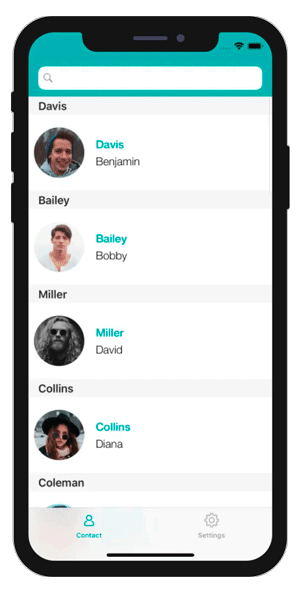 Davis
Davis
Benjamin
Bailey
Bailey
Bobby
Miller
Miller
David
Collins
Collins
Diana
Coleman
Contact
Settings